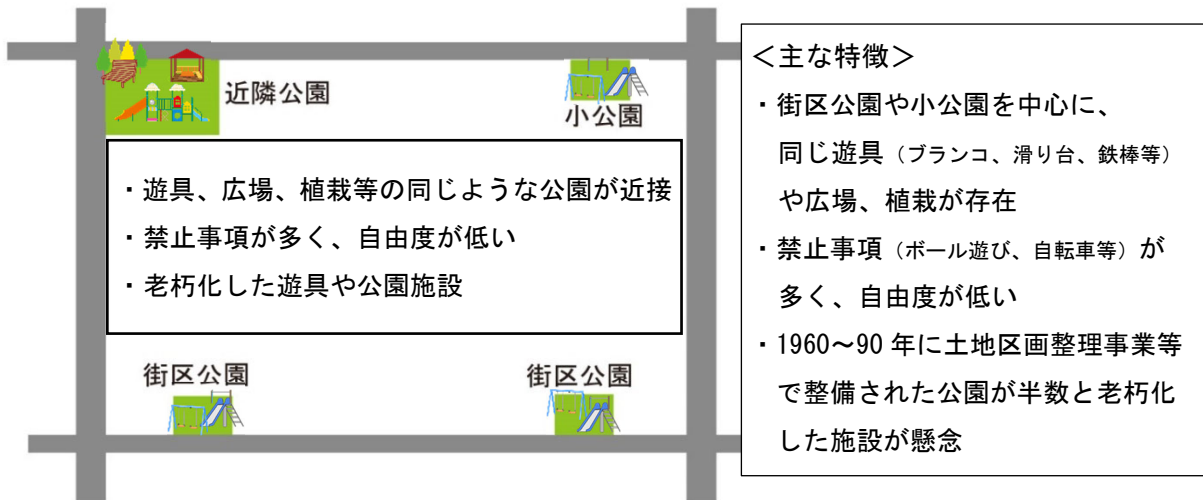 近隣公園
小公園
・遊具、広場、植栽等の同じような公園が近接
・禁止事項が多く、自由度が低い
・老朽化した遊具や公園施設
街区公園
街区公園
＜主な特徴＞
・街区公園や小公園を中心に、
同じ遊具（ブランコ、滑り台、鉄棒等）
や広場、植栽が存在
・禁止事項（ボール遊び、自転車等）が
多く、自由度が低い
・1960～90 年に土地区画整理事業等
で整備された公園が半数と老朽化
した施設が懸念